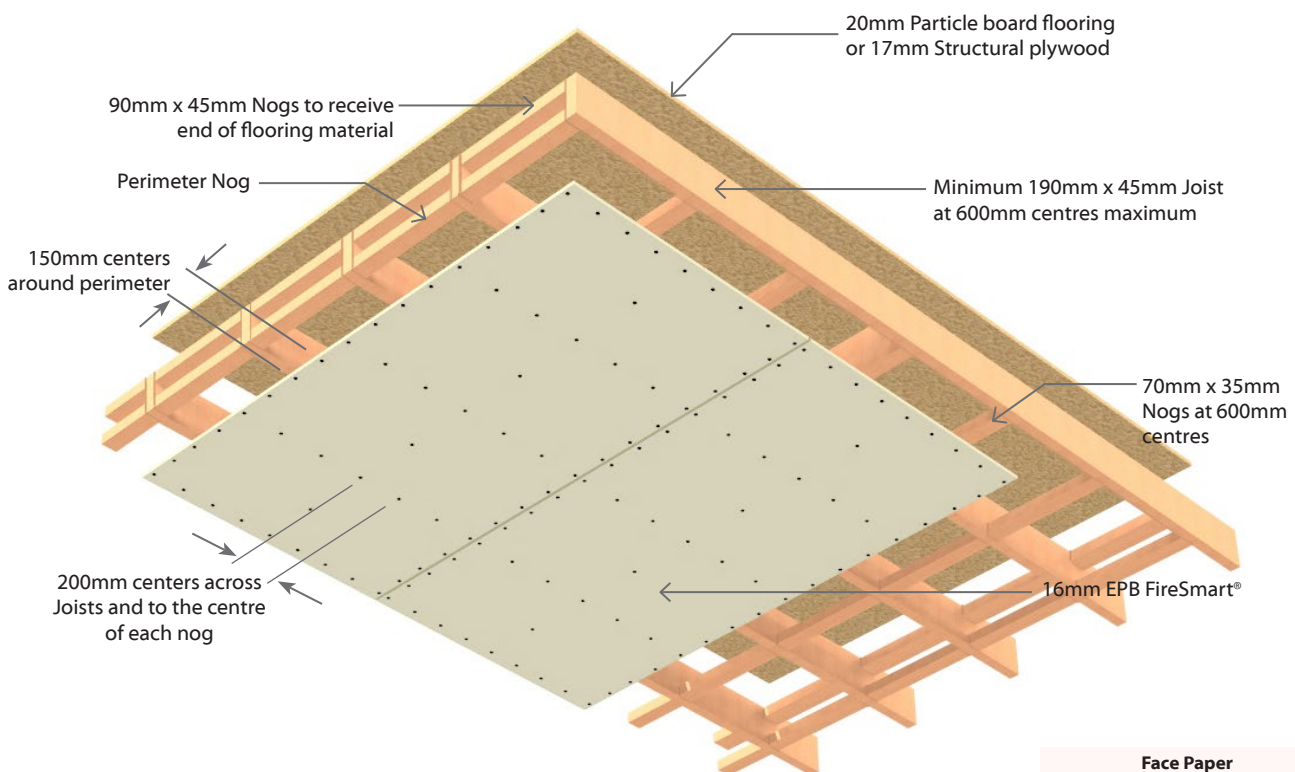 20mm Particle board flooring
or 17mm Structural plywood
90mm x 45mm Nogs to receive
end of flooring material
Perimeter Nog
Minimum 190mm x 45mm Joist
at 600mm centres maximum
150mm centers
around perimeter
70mm x 35mm
Nogs at 600mm
centres
200mm centers across
Joists and to the centre
of each nog
16mm EPB FireSmart®
Face Paper